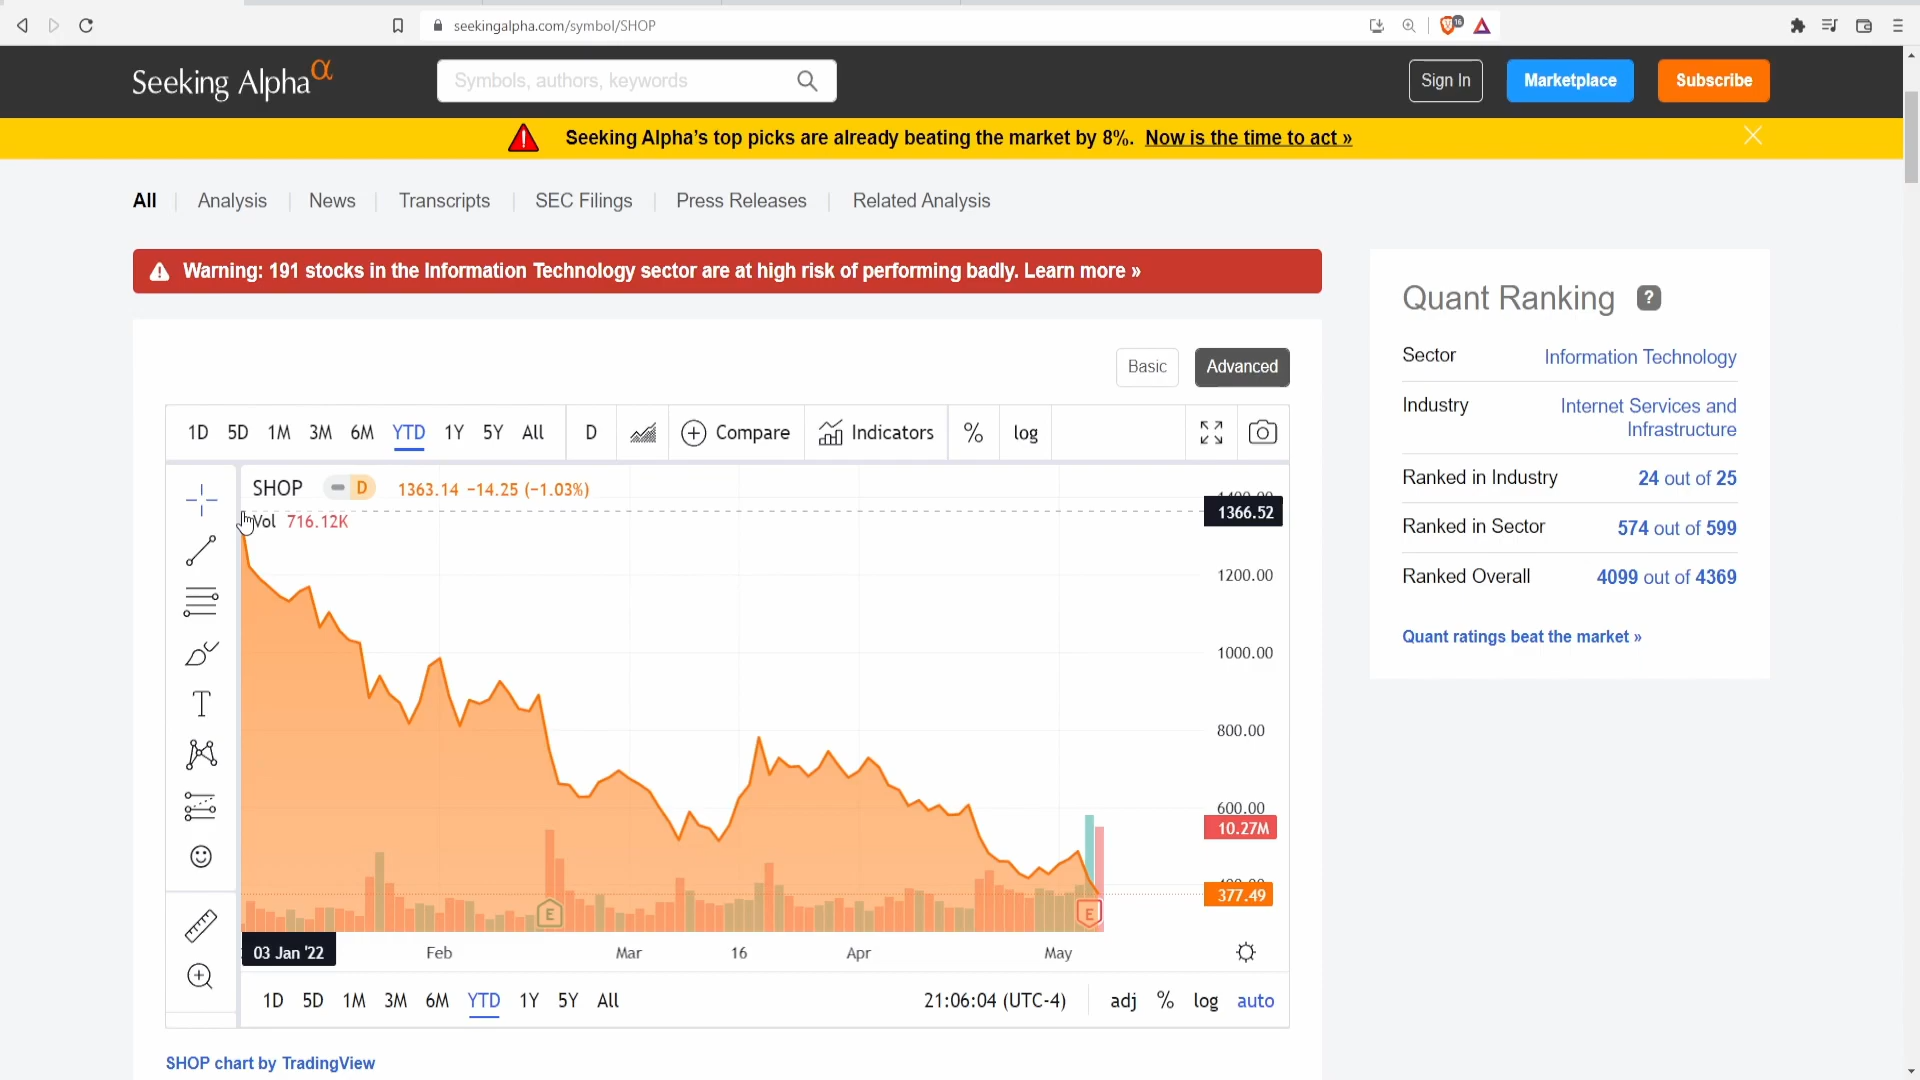 seekingalpha.com/symbol/SHOP
16
Seeking Alpha α
Symbols, authors, keywords
Sign In
Marketplace
Subscribe
Seeking Alpha's top picks are already beating the market by 8%. Now is the time to act »
All
Analysis
News
Transcripts
SEC Filings
Press Releases
Related Analysis
Warning: 191 stocks in the Information Technology sector are at high risk of performing badly. Learn more »
Basic
Advanced
1D 5D 1M 3M 6M YTD 1Y 5Y All D Compare Indicators % log
SHOP D 1363.14 −14.25 (−1.03%)
Vol 716.12K
1366.52
1200.00
1000.00
800.00
600.00
10.27M
377.49
E
E
03 Jan '22 Feb Mar 16 Apr May
1D 5D 1M 3M 6M YTD 1Y 5Y All 21:06:04 (UTC-4) adj % log auto
SHOP chart by TradingView
Quant Ranking ?
Sector Information Technology
Industry Internet Services and
Infrastructure
Ranked in Industry 24 out of 25
Ranked in Sector 574 out of 599
Ranked Overall 4099 out of 4369
Quant ratings beat the market »